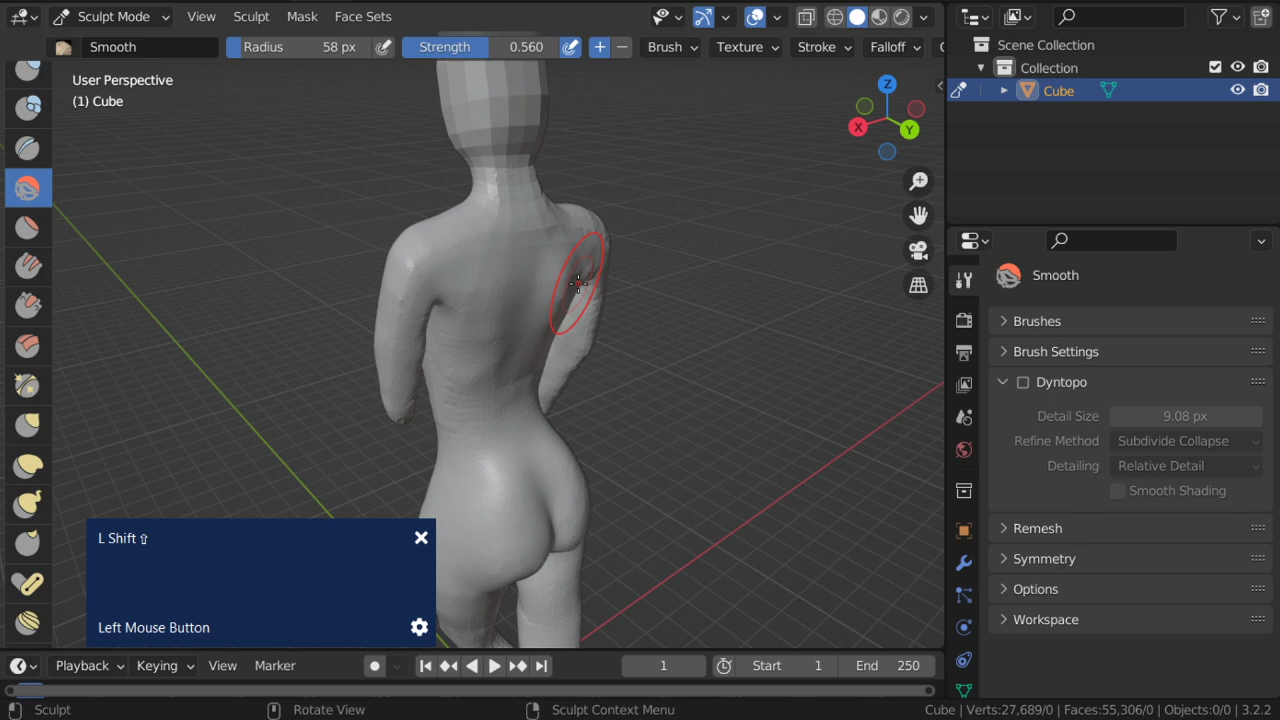 Sculpt Mode View Sculpt Mask Face Sets
Smooth Radius 58 px Strength 0.560 Brush Texture Stroke Falloff
User Perspective
(1) Cube
Z
X
Y
Scene Collection
Collection
Cube
Smooth
Brushes
Brush Settings
Dyntopo
Detail Size 9.08 px
Refine Method Subdivide Collapse
Detailing Relative Detail
Smooth Shading
Remesh
Symmetry
Options
Workspace
L Shift ⇧
Left Mouse Button
Playback Keying View Marker 1 Start 1 End 250
Sculpt Rotate View Sculpt Context Menu Cube | Verts:27,689/0 | Faces:55,306/0 | Objects:0/0 | 3.2.2